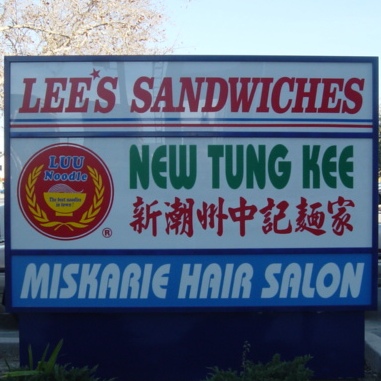 LEE'S SANDWICHES
LUU
Noodle
The best noodles
in town!
®
NEW TUNG KEE
新潮州中記麵家
MISKARIE HAIR SALON